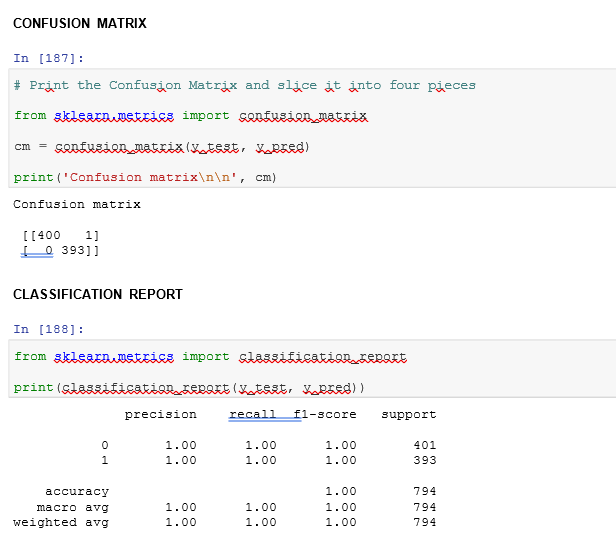 CONFUSION MATRIX
In [187]:
# Print the Confusion Matrix and slice it into four pieces
from sklearn.metrics import confusion_matrix
cm = confusion_matrix(y_test, y_pred)
print('Confusion matrix\n\n', cm)
Confusion matrix
[[400   1]
[  0 393]]
CLASSIFICATION REPORT
In [188]:
from sklearn.metrics import classification_report
print(classification_report(y_test, y_pred))
precision recall f1-score support
0 1.00 1.00 1.00 401
1 1.00 1.00 1.00 393
accuracy 1.00 794
macro avg 1.00 1.00 1.00 794
weighted avg 1.00 1.00 1.00 794